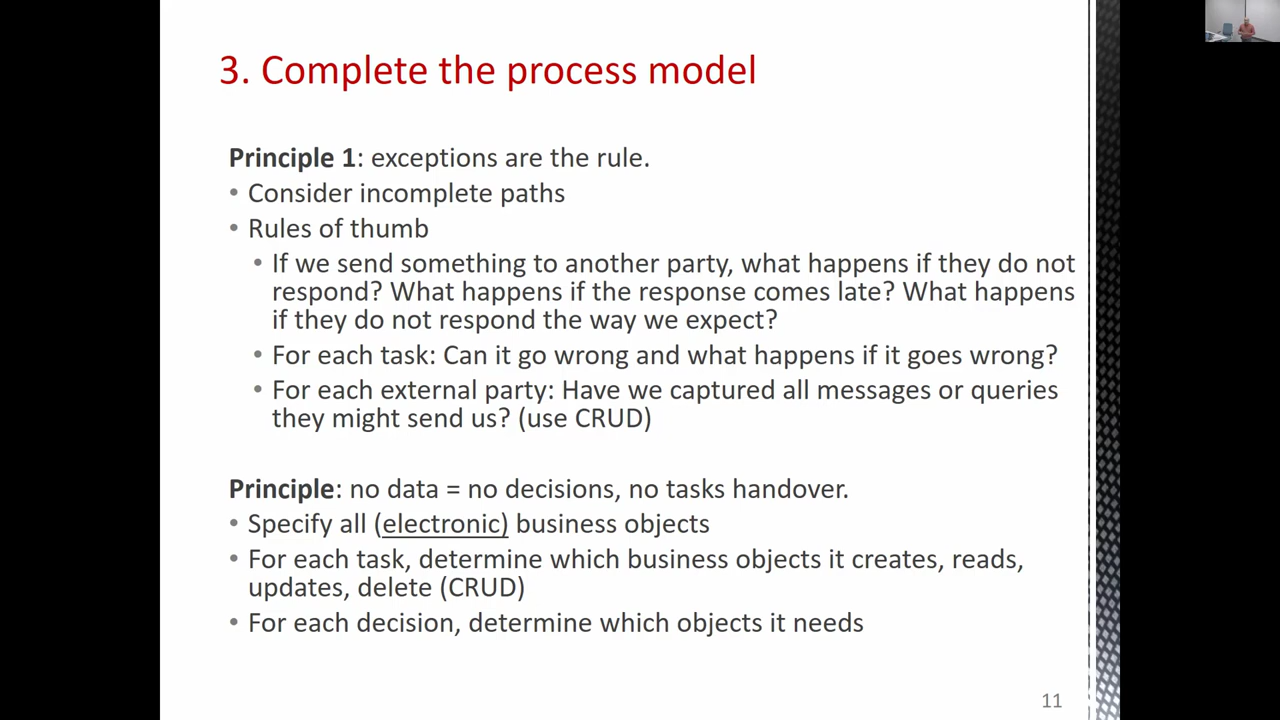 3. Complete the process model
Principle 1: exceptions are the rule.
• Consider incomplete paths
• Rules of thumb
• If we send something to another party, what happens if they do not
respond? What happens if the response comes late? What happens
if they do not respond the way we expect?
• For each task: Can it go wrong and what happens if it goes wrong?
• For each external party: Have we captured all messages or queries
they might send us? (use CRUD)
Principle: no data = no decisions, no tasks handover.
• Specify all (electronic) business objects
• For each task, determine which business objects it creates, reads,
updates, delete (CRUD)
• For each decision, determine which objects it needs
11